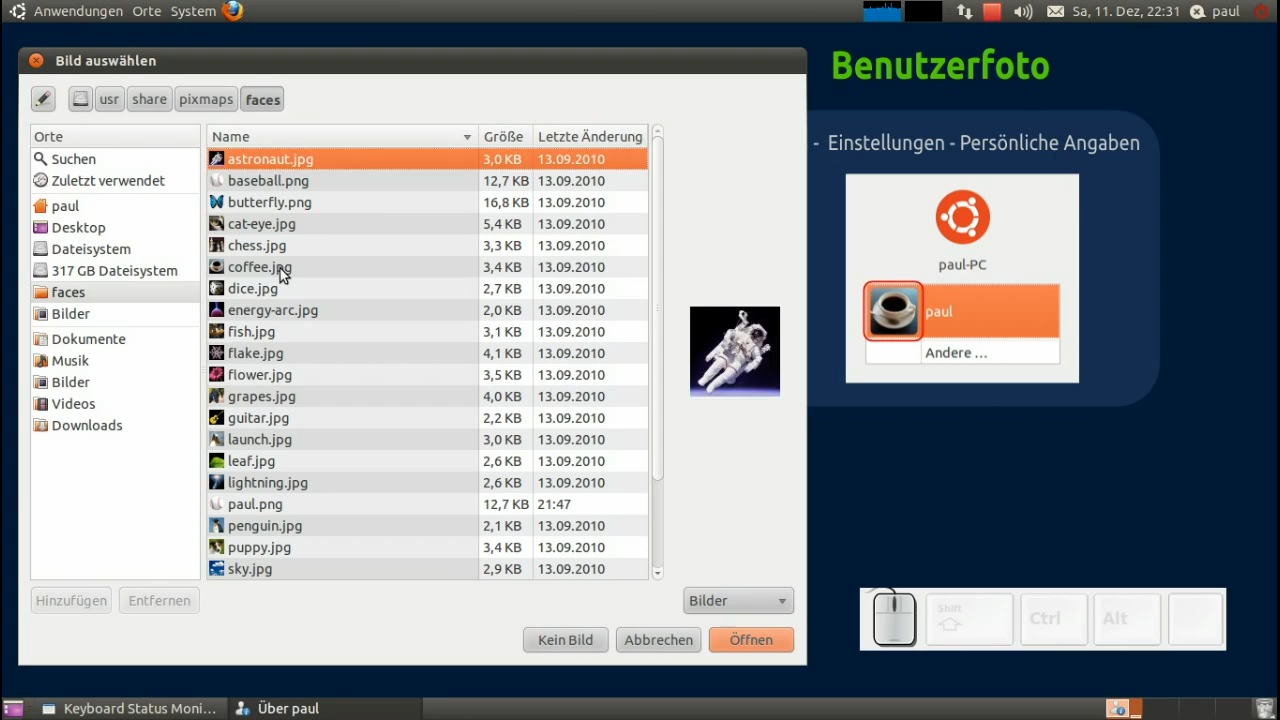 Anwendungen Orte System Sa, 11. Dez, 22:31 paul
Bild auswählen
usr share pixmaps faces
Orte
Suchen
Zuletzt verwendet
paul
Desktop
Dateisystem
317 GB Dateisystem
faces
Bilder
Dokumente
Musik
Bilder
Videos
Downloads
Name Größe Letzte Änderung
astronaut.jpg 3,0 KB 13.09.2010
baseball.png 12,7 KB 13.09.2010
butterfly.png 16,8 KB 13.09.2010
cat-eye.jpg 5,4 KB 13.09.2010
chess.jpg 3,3 KB 13.09.2010
coffee.jpg 3,4 KB 13.09.2010
dice.jpg 2,7 KB 13.09.2010
energy-arc.jpg 2,0 KB 13.09.2010
fish.jpg 3,1 KB 13.09.2010
flake.jpg 4,1 KB 13.09.2010
flower.jpg 3,5 KB 13.09.2010
grapes.jpg 4,0 KB 13.09.2010
guitar.jpg 2,2 KB 13.09.2010
launch.jpg 3,0 KB 13.09.2010
leaf.jpg 2,6 KB 13.09.2010
lightning.jpg 2,6 KB 13.09.2010
paul.png 12,7 KB 21:47
penguin.jpg 2,1 KB 13.09.2010
puppy.jpg 3,4 KB 13.09.2010
sky.jpg 2,9 KB 13.09.2010
Hinzufügen Entfernen Bilder
Kein Bild Abbrechen Öffnen
Benutzerfoto
- Einstellungen - Persönliche Angaben
paul-PC
paul
Andere ...
Shift Ctrl Alt
Keyboard Status Moni... Über paul